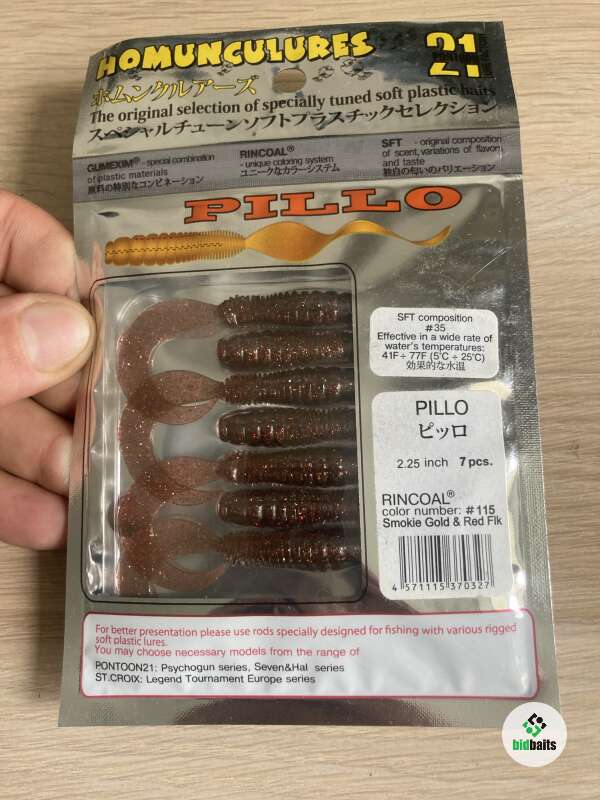 HOMUNCULURES
21
ホムンクルアーズ
The original selection of specially tuned soft plastic baits
スペシャルチューンソフトプラスチックセレクション
GUMEXIM® - special combination
of plastic materials
原料の特別なコンビネーション
RINCOAL®
- unique coloring system
ユニークなカラーシステム
SFT - original composition
of scent, variations of flavor
and taste
独自の匂いのバリエーション
PILLO
SFT composition
#35
Effective in a wide rate of
water's temperatures:
41F÷77F (5°C ÷ 25°C)
効果的な水温
PILLO
ピッロ
2.25 inch 7 pcs.
RINCOAL®
color number: #115
Smokie Gold & Red Flk
4 571115 370327
For better presentation please use rods specially designed for fishing with various rigged
soft plastic lures.
You may choose necessary models from the range of
PONTOON21: Psychogun series, Seven&Hal series
ST.CROIX: Legend Tournament Europe series
bidbaits